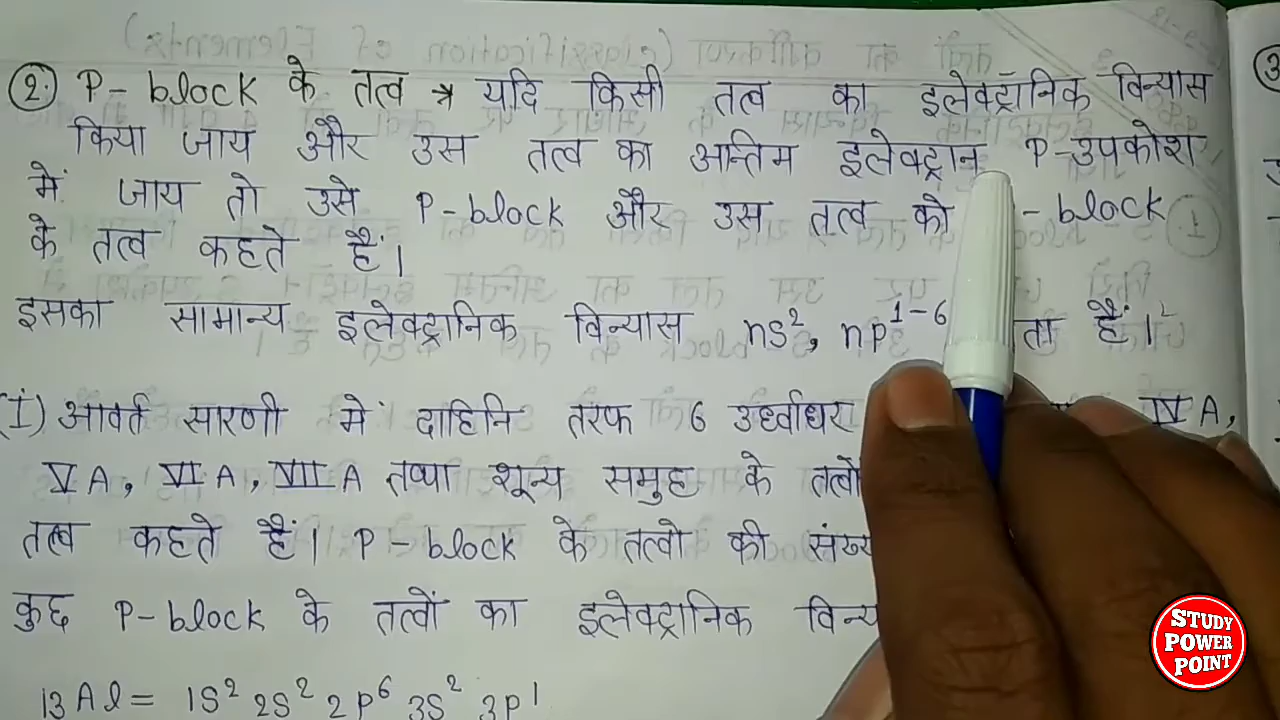 2. P-block के तत्व → यदि किसी तत्व का इलेक्ट्रॉनिक विन्यास
किया जाय और उस तत्व का अन्तिम इलेक्ट्रान P-उपकोश
में जाय तो उसे P-block और उस तत्व को -block
के तत्व कहते हैं।
इसका सामान्य इलेक्ट्रानिक विन्यास ns², np¹⁻⁶ ता हैं।
(I) आवर्त सारणी में दाहिनि तरफ 6 उर्ध्वाधर IV A,
V A, VI A, VII A तथा शून्य समुह के तत्वो
तत्व कहते हैं। P-block के तत्वो की
कुछ P-block के तत्वों का इलेक्ट्रानिक
13Al = 1S² 2S² 2P⁶ 3S² 3P¹
STUDY
POWER
POINT